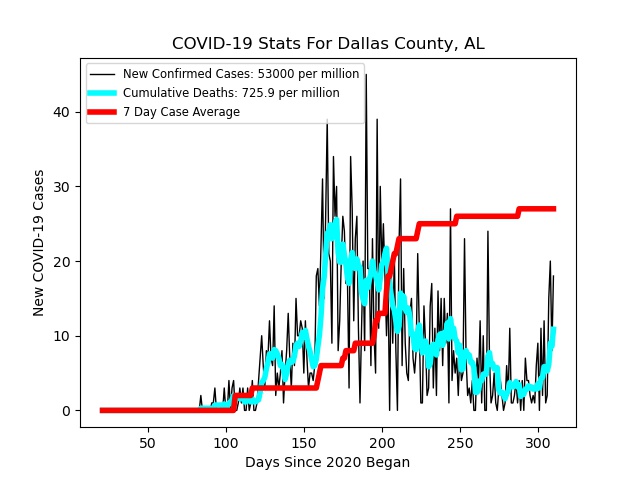 COVID-19 Stats For Dallas County, AL
New Confirmed Cases: 53000 per million
Cumulative Deaths: 725.9 per million
7 Day Case Average
New COVID-19 Cases
40
30
20
10
0
50 100 150 200 250 300
Days Since 2020 Began